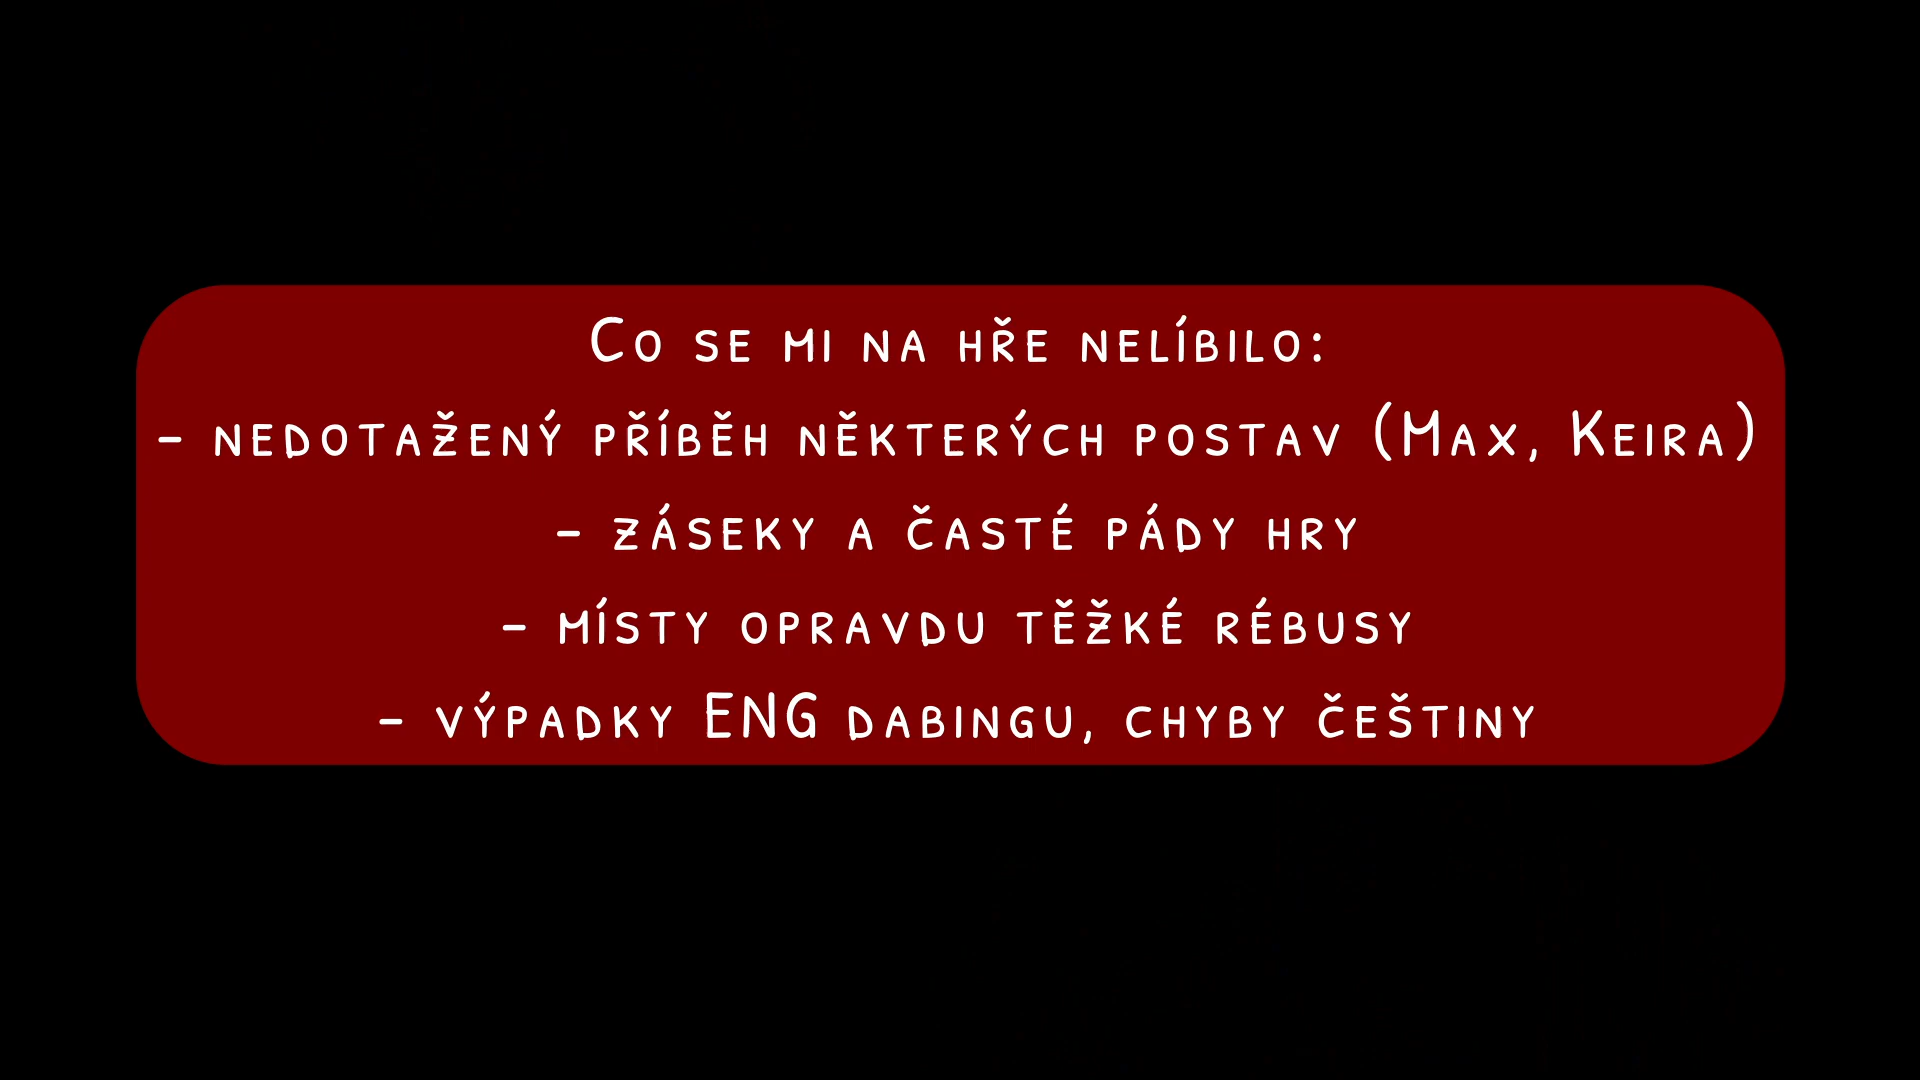 Co se mi na hře nelíbilo:
- nedotažený příběh některých postav (Max, Keira)
- záseky a časté pády hry
- místy opravdu těžké rébusy
- výpadky ENG dabingu, chyby češtiny